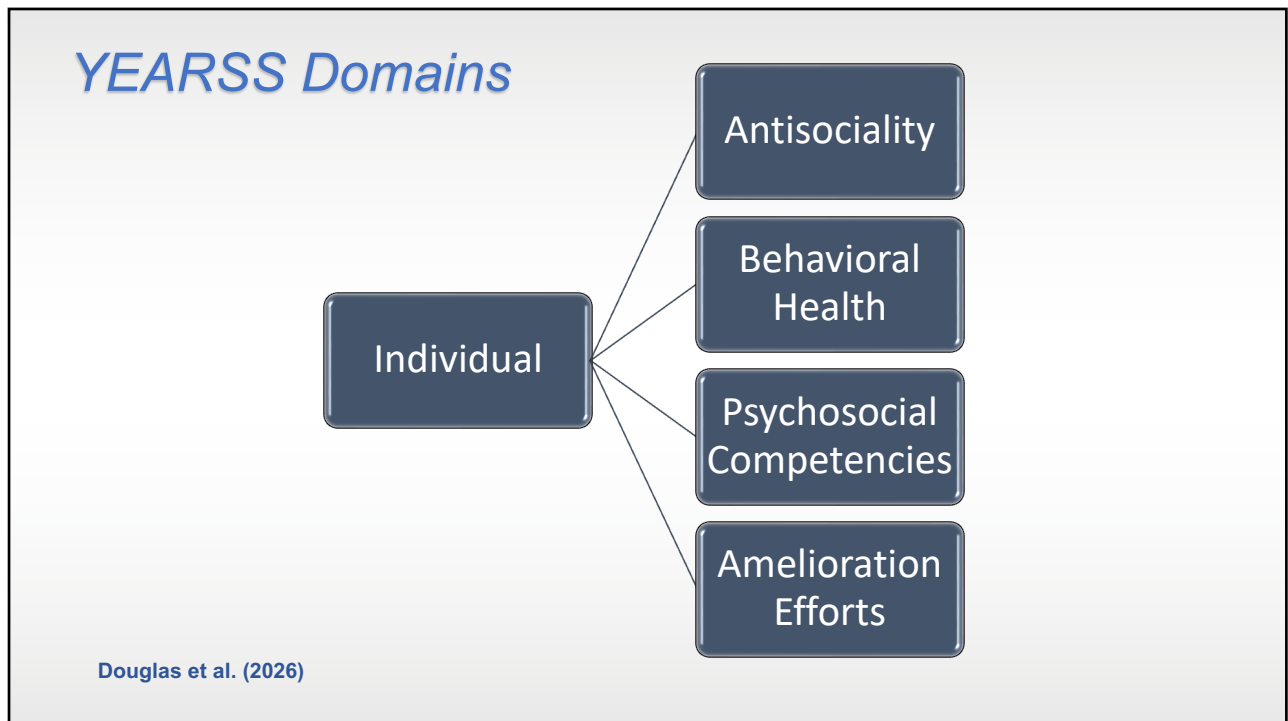 YEARSS Domains
Individual
Antisociality
Behavioral
Health
Psychosocial
Competencies
Amelioration
Efforts
Douglas et al. (2026)